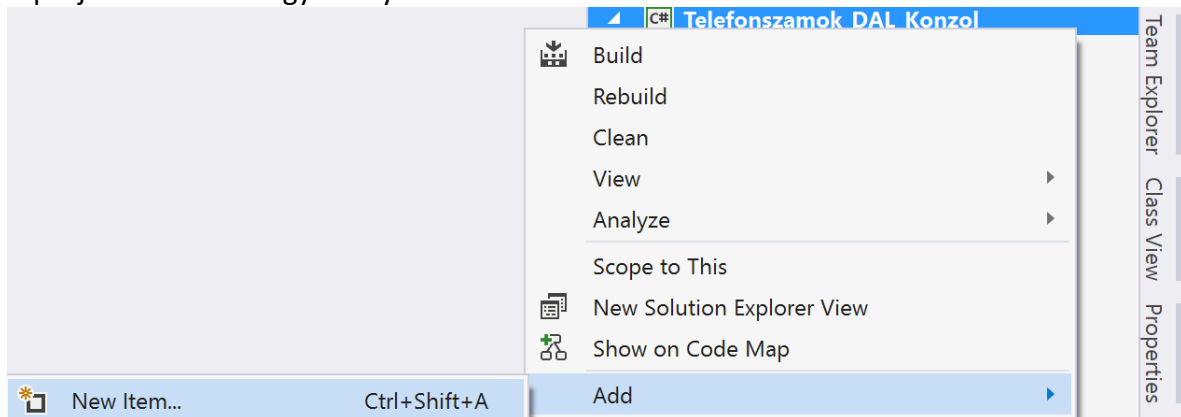 C# Telefonszamok_DAL_Konzol
Build
Rebuild
Clean
View
Analyze
Scope to This
New Solution Explorer View
Show on Code Map
Add
New Item... Ctrl+Shift+A
Team Explorer
Class View
Properties